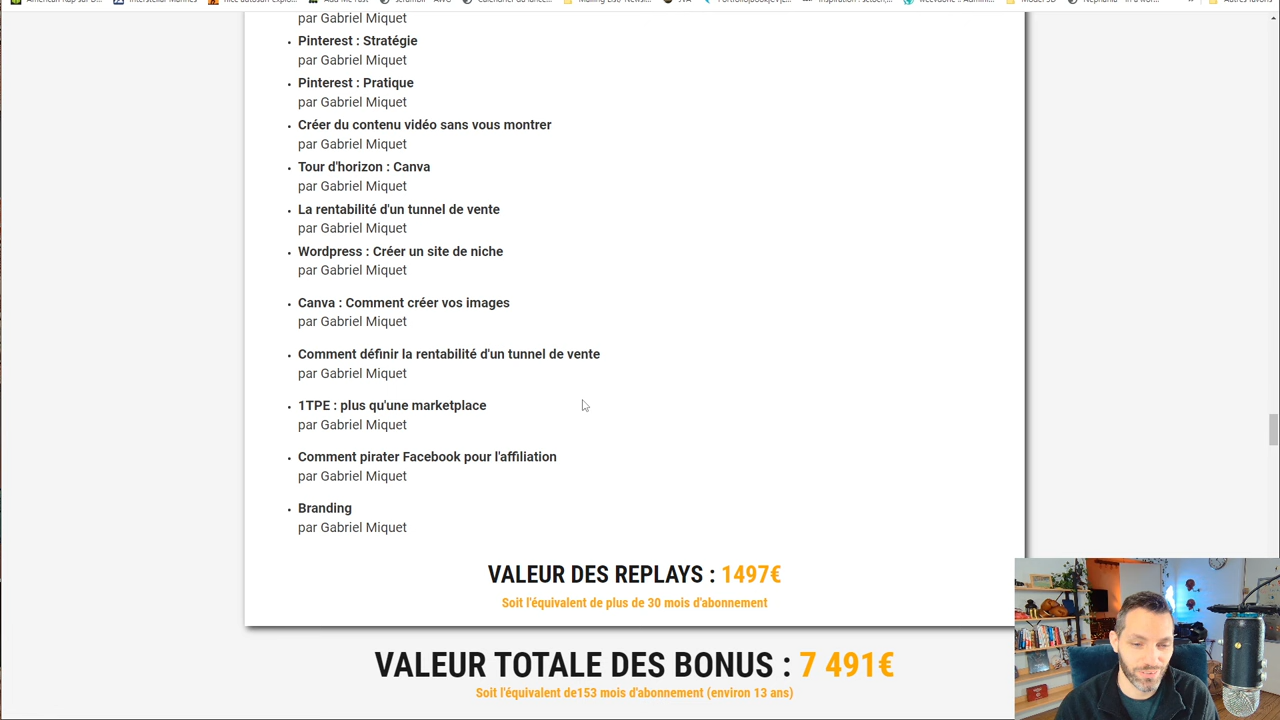 par Gabriel Miquet
Pinterest : Stratégie
par Gabriel Miquet
Pinterest : Pratique
par Gabriel Miquet
Créer du contenu vidéo sans vous montrer
par Gabriel Miquet
Tour d'horizon : Canva
par Gabriel Miquet
La rentabilité d'un tunnel de vente
par Gabriel Miquet
Wordpress : Créer un site de niche
par Gabriel Miquet
Canva : Comment créer vos images
par Gabriel Miquet
Comment définir la rentabilité d'un tunnel de vente
par Gabriel Miquet
1TPE : plus qu'une marketplace
par Gabriel Miquet
Comment pirater Facebook pour l'affiliation
par Gabriel Miquet
Branding
par Gabriel Miquet
VALEUR DES REPLAYS : 1497€
Soit l'équivalent de plus de 30 mois d'abonnement
VALEUR TOTALE DES BONUS : 7 491€
Soit l'équivalent de153 mois d'abonnement (environ 13 ans)